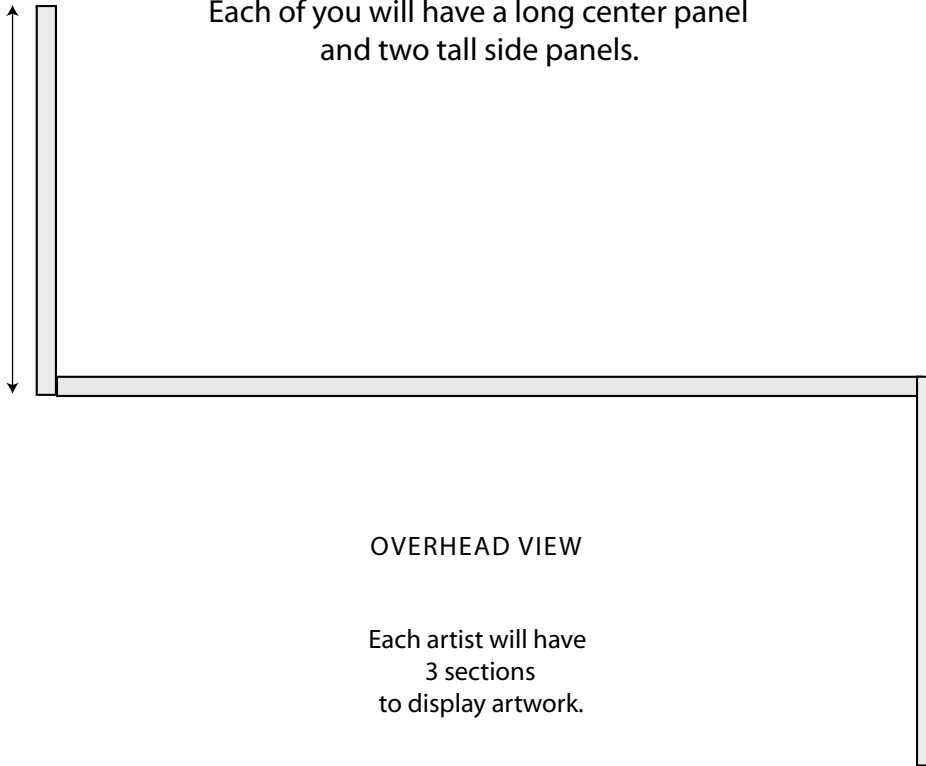 Each of you will have a long center panel
and two tall side panels.
OVERHEAD VIEW
Each artist will have
3 sections
to display artwork.